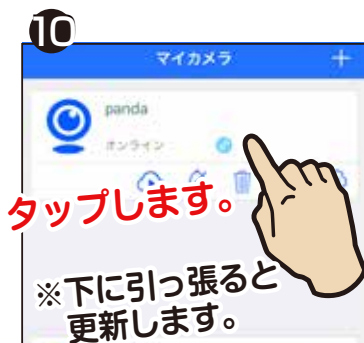 10
マイカメラ
panda
オンライン
タップします。
※下に引っ張ると
更新します。